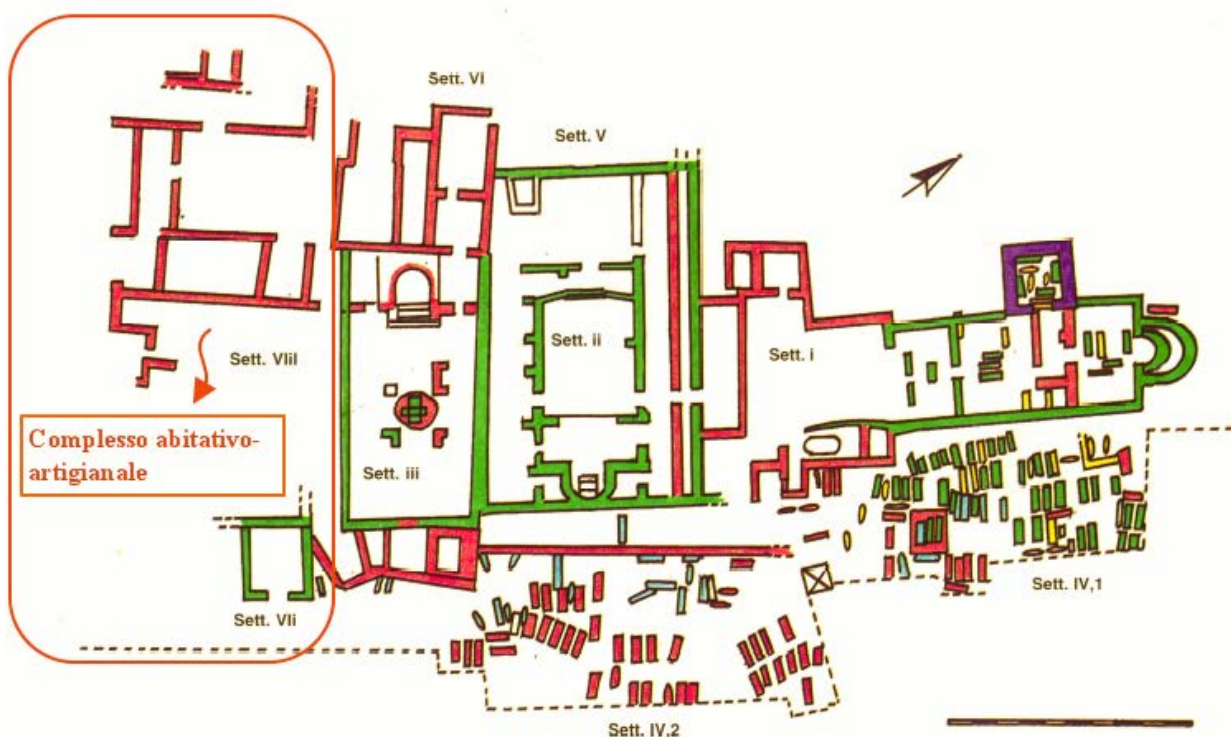 Sett. VI
Sett. V
Sett. VIiI
Sett. ii
Sett. i
Complesso abitativo-
artigianale
Sett. iii
Sett. VIi
Sett. IV,1
Sett. IV,2